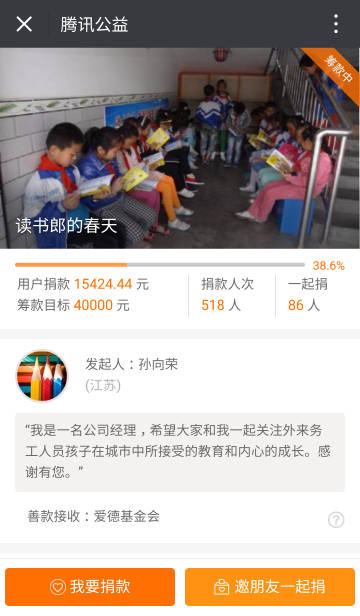 腾讯公益
筹款中
读书郎的春天
38.6%
用户捐款 15424.44 元
筹款目标 40000 元
捐款人次
518 人
一起捐
86 人
发起人：孙向荣
(江苏)
“我是一名公司经理，希望大家和我一起关注外来务
工人员孩子在城市中所接受的教育和内心的成长。感
谢有您。”
善款接收：爱德基金会
?
我要捐款
邀朋友一起捐